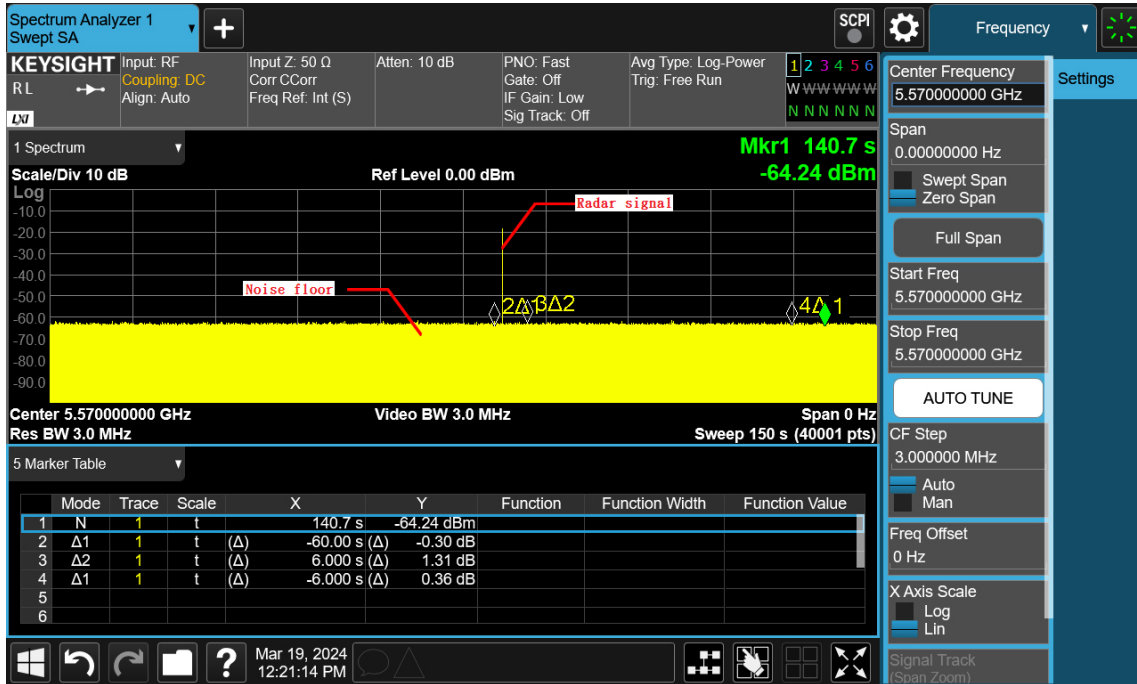 Spectrum Analyzer 1
Swept SA
+
SCPI
Frequency
KEYSIGHT
R L
LXI
Input: RF
Coupling: DC
Align: Auto
Input Z: 50 Ω
Corr CCorr
Freq Ref: Int (S)
Atten: 10 dB
PNO: Fast
Gate: Off
IF Gain: Low
Sig Track: Off
Avg Type: Log-Power
Trig: Free Run
1 2 3 4 5 6
W W W W W W
N N N N N N
1 Spectrum
Mkr1 140.7 s
-64.24 dBm
Scale/Div 10 dB
Ref Level 0.00 dBm
Log
-10.0
-20.0
-30.0
-40.0
-50.0
-60.0
-70.0
-80.0
-90.0
Radar signal
Noise floor
2Δ1
3Δ2
4Δ1
Center 5.570000000 GHz
Video BW 3.0 MHz
Span 0 Hz
Res BW 3.0 MHz
Sweep 150 s (40001 pts)
5 Marker Table
Mode Trace Scale X Y Function Function Width Function Value
1 N 1 t 140.7 s -64.24 dBm
2 Δ1 1 t (Δ) -60.00 s (Δ) -0.30 dB
3 Δ2 1 t (Δ) 6.000 s (Δ) 1.31 dB
4 Δ1 1 t (Δ) -6.000 s (Δ) 0.36 dB
5
6
?
Mar 19, 2024
12:21:14 PM
Center Frequency
5.570000000 GHz
Settings
Span
0.00000000 Hz
Swept Span
Zero Span
Full Span
Start Freq
5.570000000 GHz
Stop Freq
5.570000000 GHz
AUTO TUNE
CF Step
3.000000 MHz
Auto
Man
Freq Offset
0 Hz
X Axis Scale
Log
Lin
Signal Track
(Span Zoom)